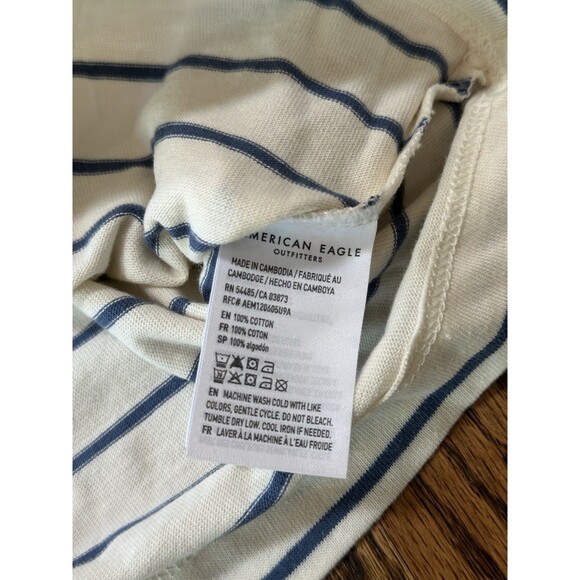 AMERICAN EAGLE
OUTFITTERS
MADE IN CAMBODIA / FABRIQUÉ AU
CAMBODGE / HECHO EN CAMBOYA
RN 54485/CA 03873
RFC# AEM120606U9A
EN 100% COTTON
FR 100% COTON
SP 100% algodón
EN MACHINE WASH COLD WITH LIKE
COLORS, GENTLE CYCLE. DO NOT BLEACH.
TUMBLE DRY LOW. COOL IRON IF NEEDED.
FR LAVER À LA MACHINE À L'EAU FROIDE